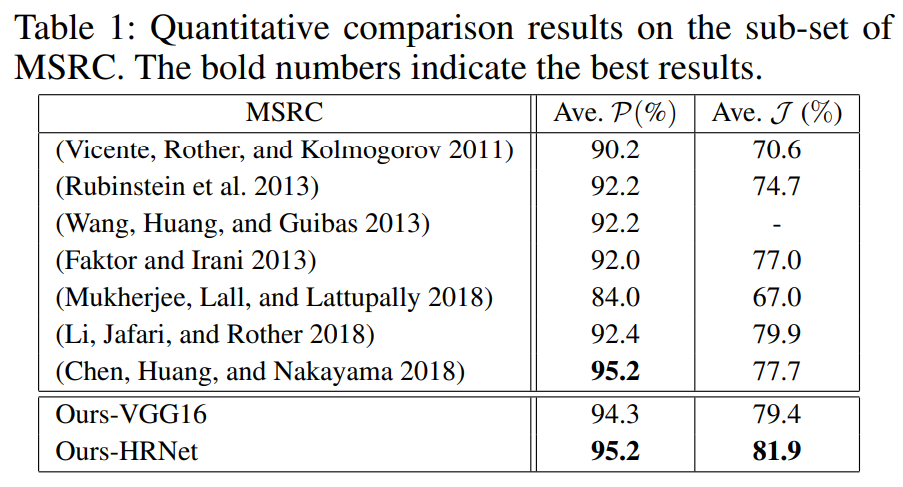 Table 1: Quantitative comparison results on the sub-set of
MSRC. The bold numbers indicate the best results.
MSRC Ave. 𝒫(%) Ave. 𝒥 (%)
(Vicente, Rother, and Kolmogorov 2011) 90.2 70.6
(Rubinstein et al. 2013) 92.2 74.7
(Wang, Huang, and Guibas 2013) 92.2 -
(Faktor and Irani 2013) 92.0 77.0
(Mukherjee, Lall, and Lattupally 2018) 84.0 67.0
(Li, Jafari, and Rother 2018) 92.4 79.9
(Chen, Huang, and Nakayama 2018) 95.2 77.7
Ours-VGG16 94.3 79.4
Ours-HRNet 95.2 81.9